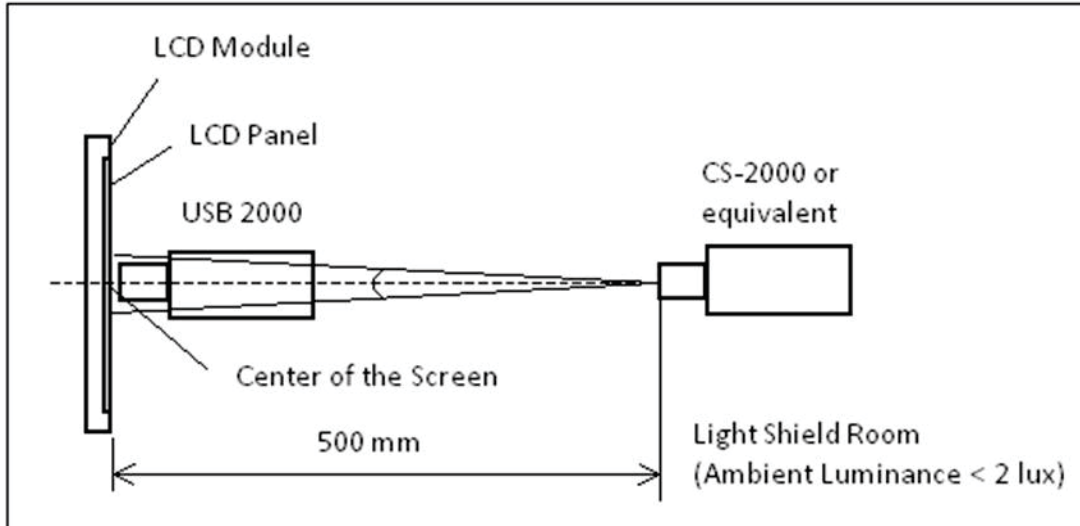 LCD Module
LCD Panel
USB 2000
CS-2000 or
equivalent
Center of the Screen
500 mm
Light Shield Room
(Ambient Luminance < 2 lux)